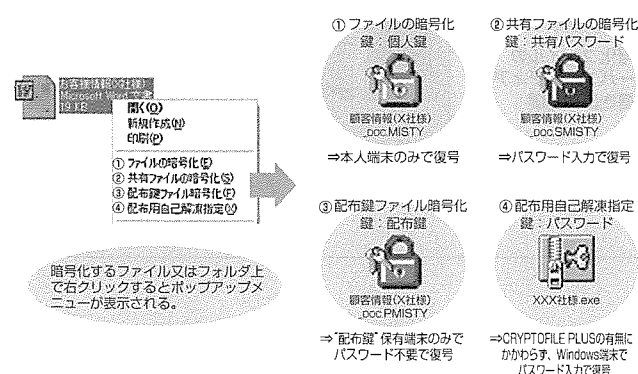 お客様情報(X社様)
Microsoft Word 文書
19 KB
開く(O)
新規作成(N)
印刷(P)
① ファイルの暗号化(E)
② 共有ファイルの暗号化(S)
③ 配布鍵ファイル暗号化(F)
④ 配布用自己解凍指定(X)
暗号化するファイル又はフォルダ上
で右クリックするとポップアップメ
ニューが表示される。
① ファイルの暗号化
鍵：個人鍵
顧客情報(X社様)
_doc.MISTY
⇒本人端末のみで復号
② 共有ファイルの暗号化
鍵：共有パスワード
顧客情報(X社様)
_doc.SMISTY
⇒パスワード入力で復号
③ 配布鍵ファイル暗号化
鍵：配布鍵
顧客情報(X社様)
_doc.PMISTY
⇒"配布鍵"保有端末のみで
パスワード不要で復号
④ 配布用自己解凍指定
鍵：パスワード
XXX社様.exe
⇒CRYPTOFILE PLUSの有無に
かかわらず、Windows端末で
パスワード入力で復号